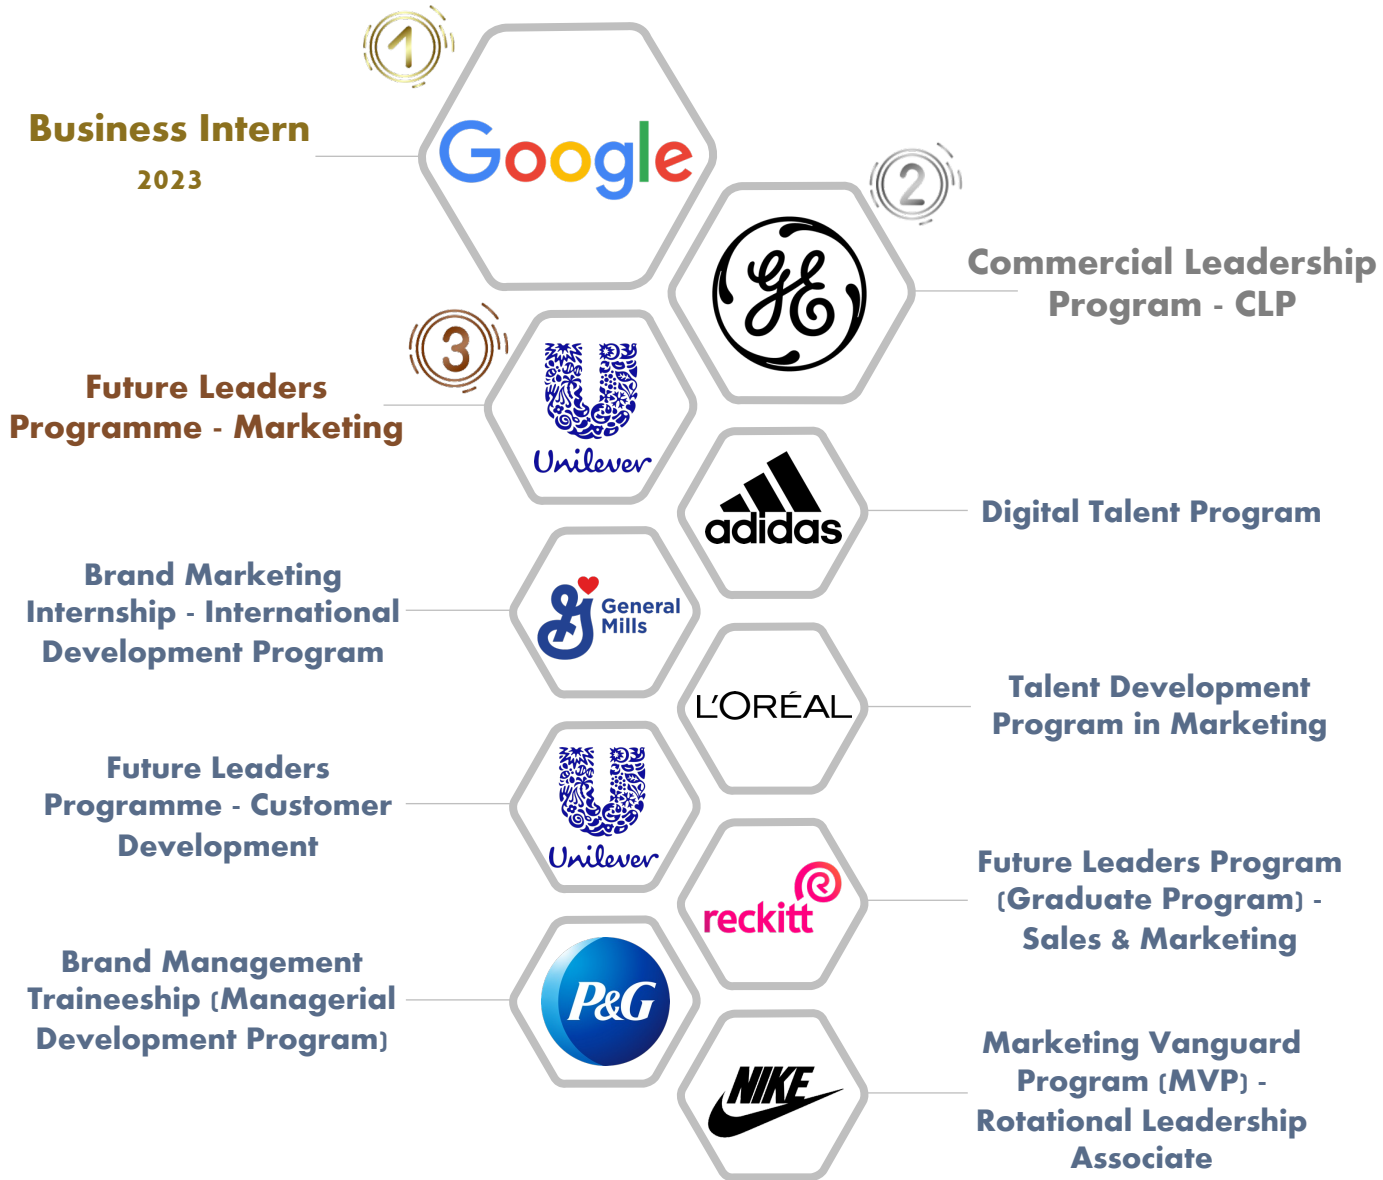 1
Google
Business Intern
2023
2
GE
Commercial Leadership
Program - CLP
3
Unilever
Future Leaders
Programme - Marketing
adidas
Digital Talent Program
Brand Marketing
Internship - International
Development Program
General
Mills
L'ORÉAL
Talent Development
Program in Marketing
Future Leaders
Programme - Customer
Development
Unilever
reckitt
Future Leaders Program
(Graduate Program) -
Sales & Marketing
Brand Management
Traineeship (Managerial
Development Program)
P&G
NIKE
Marketing Vanguard
Program (MVP) -
Rotational Leadership
Associate